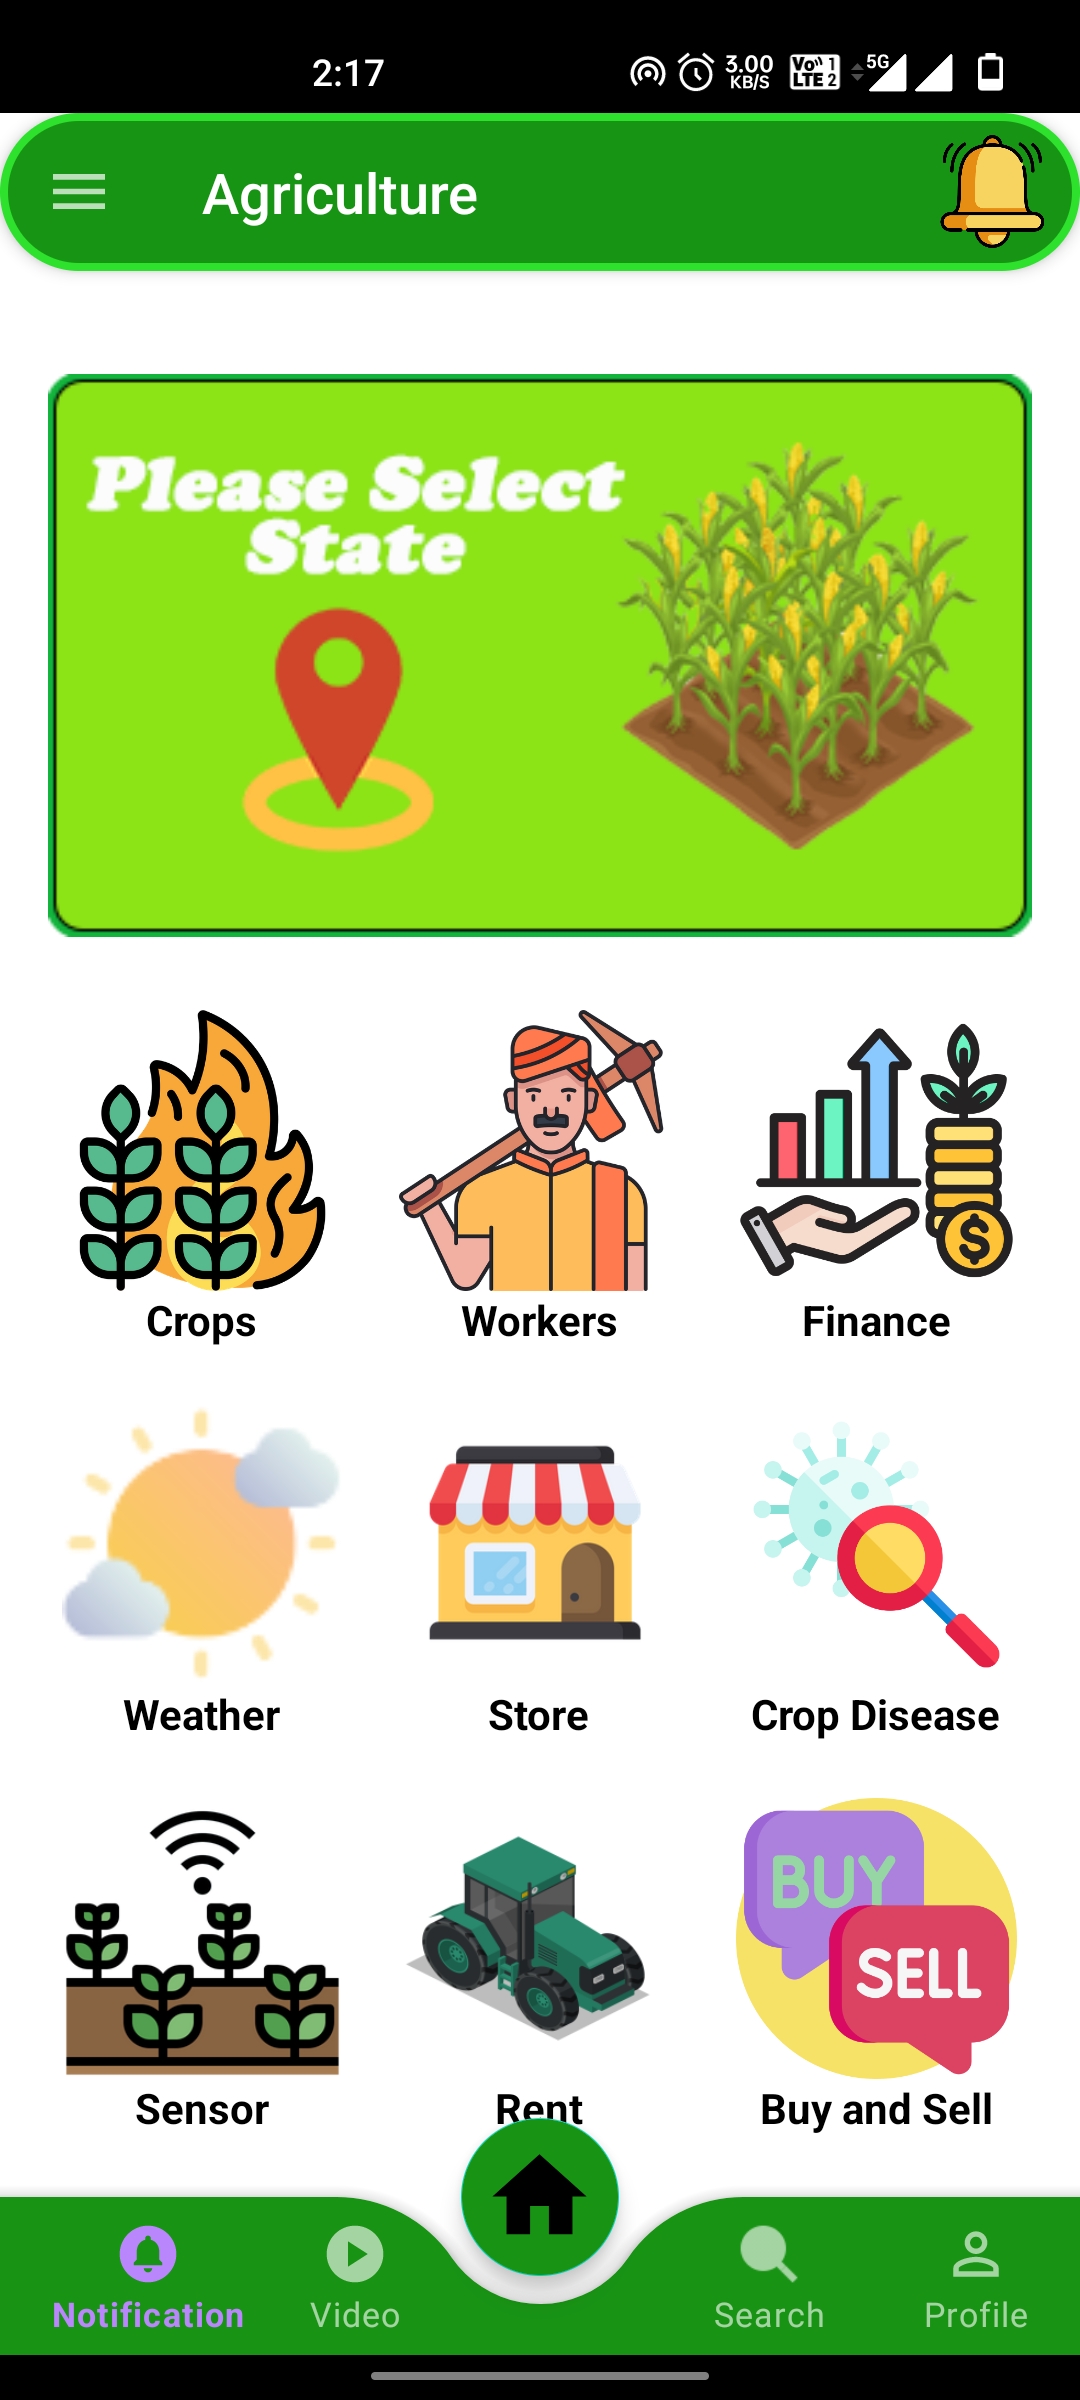 2:17
3.00
KB/S
Vo 1
LTE 2
5G
Agriculture
Please Select
State
Crops
Workers
Finance
$
Weather
Store
Crop Disease
BUY
SELL
Sensor
Rent
Buy and Sell
Notification
Video
Search
Profile